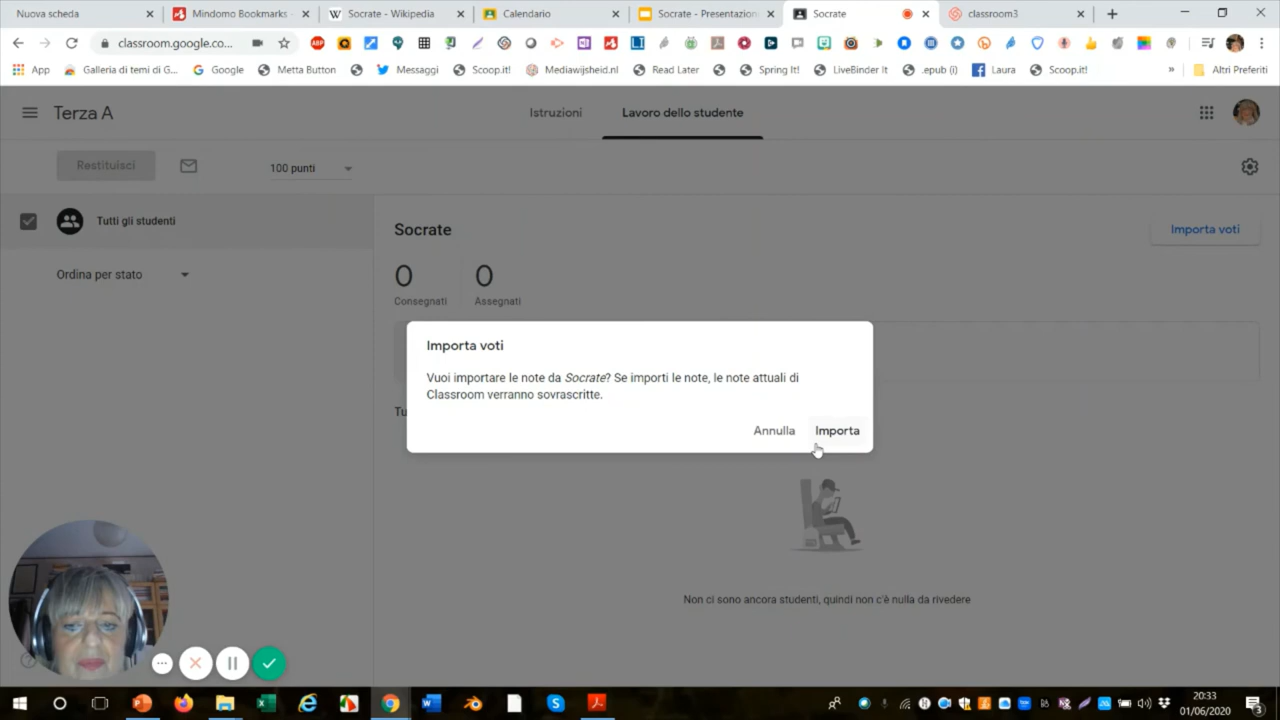 Nuova scheda
Mindomo Bookmarks -
Socrate - Wikipedia
Calendario
Socrate - Presentazion
Socrate
classroom3
classroom.google.co...
App
Galleria di temi di G...
Google
Metta Button
Messaggi
Scoop.it!
Mediawijsheid.nl
Read Later
Spring It!
LiveBinder It
.epub (i)
Laura
Scoop.it!
»
Altri Preferiti
Terza A
Istruzioni
Lavoro dello studente
Restituisci
100 punti
Tutti gli studenti
Socrate
Importa voti
Ordina per stato
0
0
Consegnati
Assegnati
Importa voti
Vuoi importare le note da Socrate? Se importi le note, le note attuali di
Classroom verranno sovrascritte.
Tu
Annulla
Importa
Non ci sono ancora studenti, quindi non c'è nulla da rivedere
20:33
01/06/2020
3